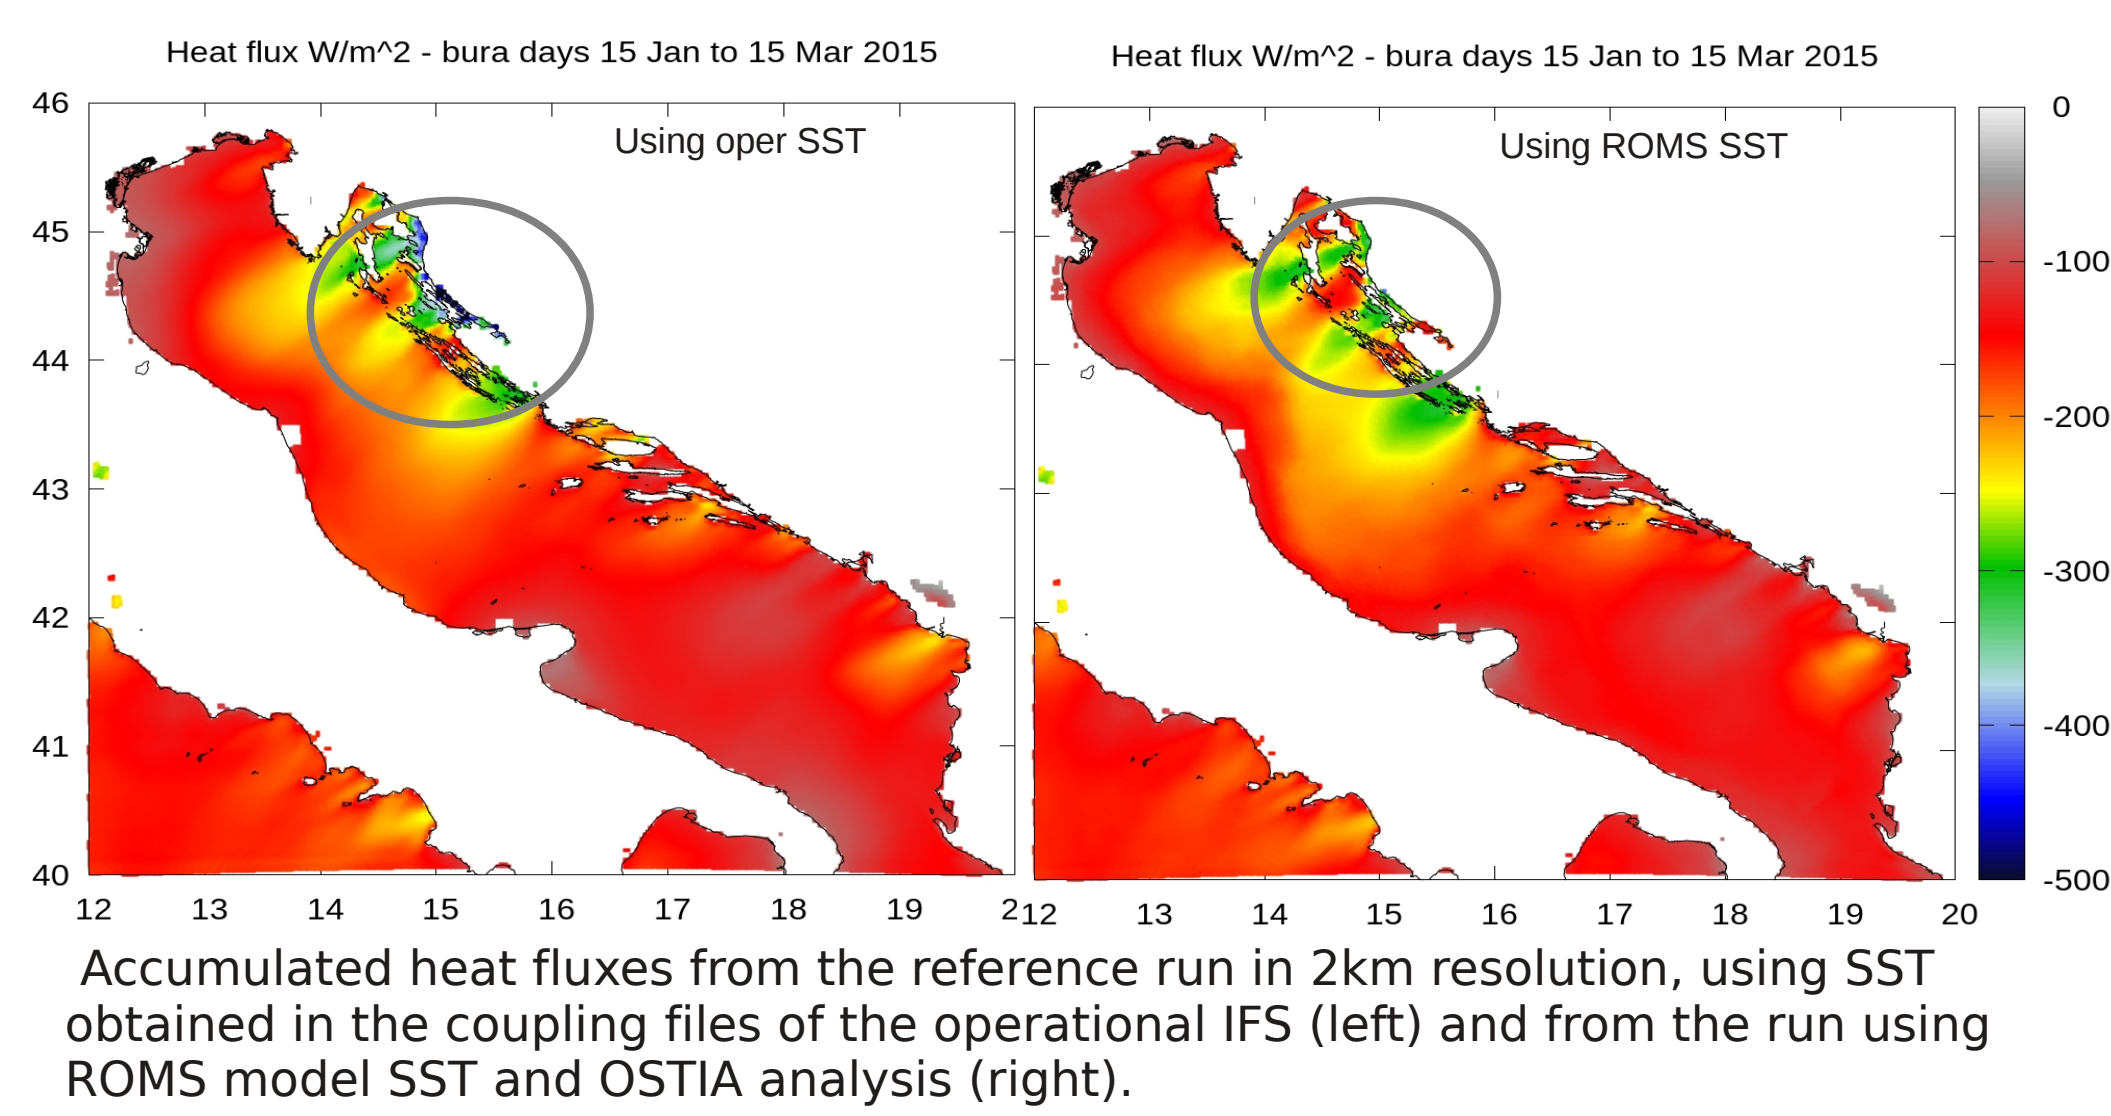 Heat flux W/m^2 - bura days 15 Jan to 15 Mar 2015
Using oper SST
46
45
44
43
42
41
40
12 13 14 15 16 17 18 19 2
Heat flux W/m^2 - bura days 15 Jan to 15 Mar 2015
Using ROMS SST
12 13 14 15 16 17 18 19 20
0
-100
-200
-300
-400
-500
Accumulated heat fluxes from the reference run in 2km resolution, using SST
obtained in the coupling files of the operational IFS (left) and from the run using
ROMS model SST and OSTIA analysis (right).